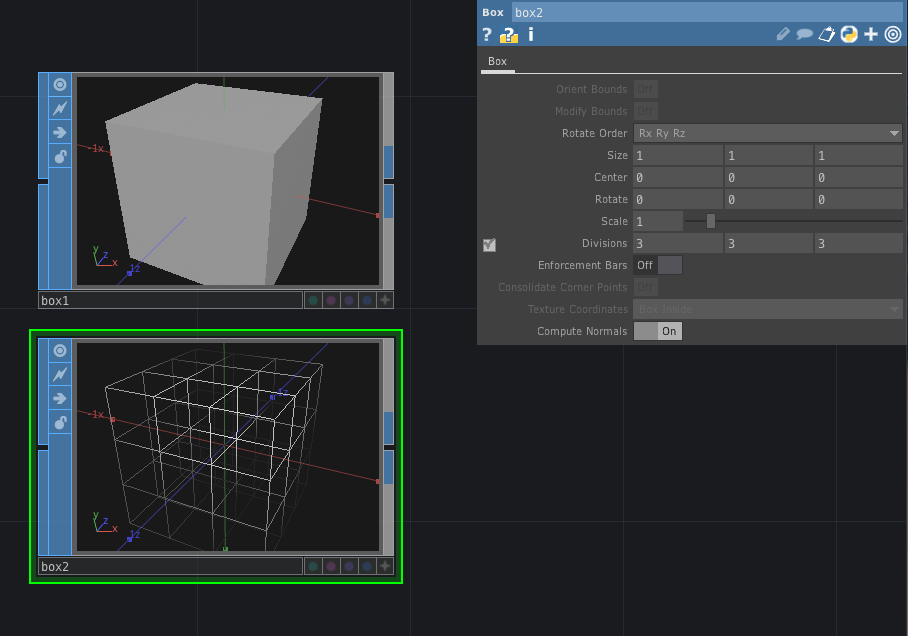 Box box2
? ? i
Box
Orient Bounds Off
Modify Bounds Off
Rotate Order Rx Ry Rz
Size 1 1 1
Center 0 0 0
Rotate 0 0 0
Scale 1
Divisions 3 3 3
Enforcement Bars Off
Consolidate Corner Points Off
Texture Coordinates Box Inside
Compute Normals On
-1x
y
z
x
1z
box1
1z
-1x
y
z
x
1z
box2